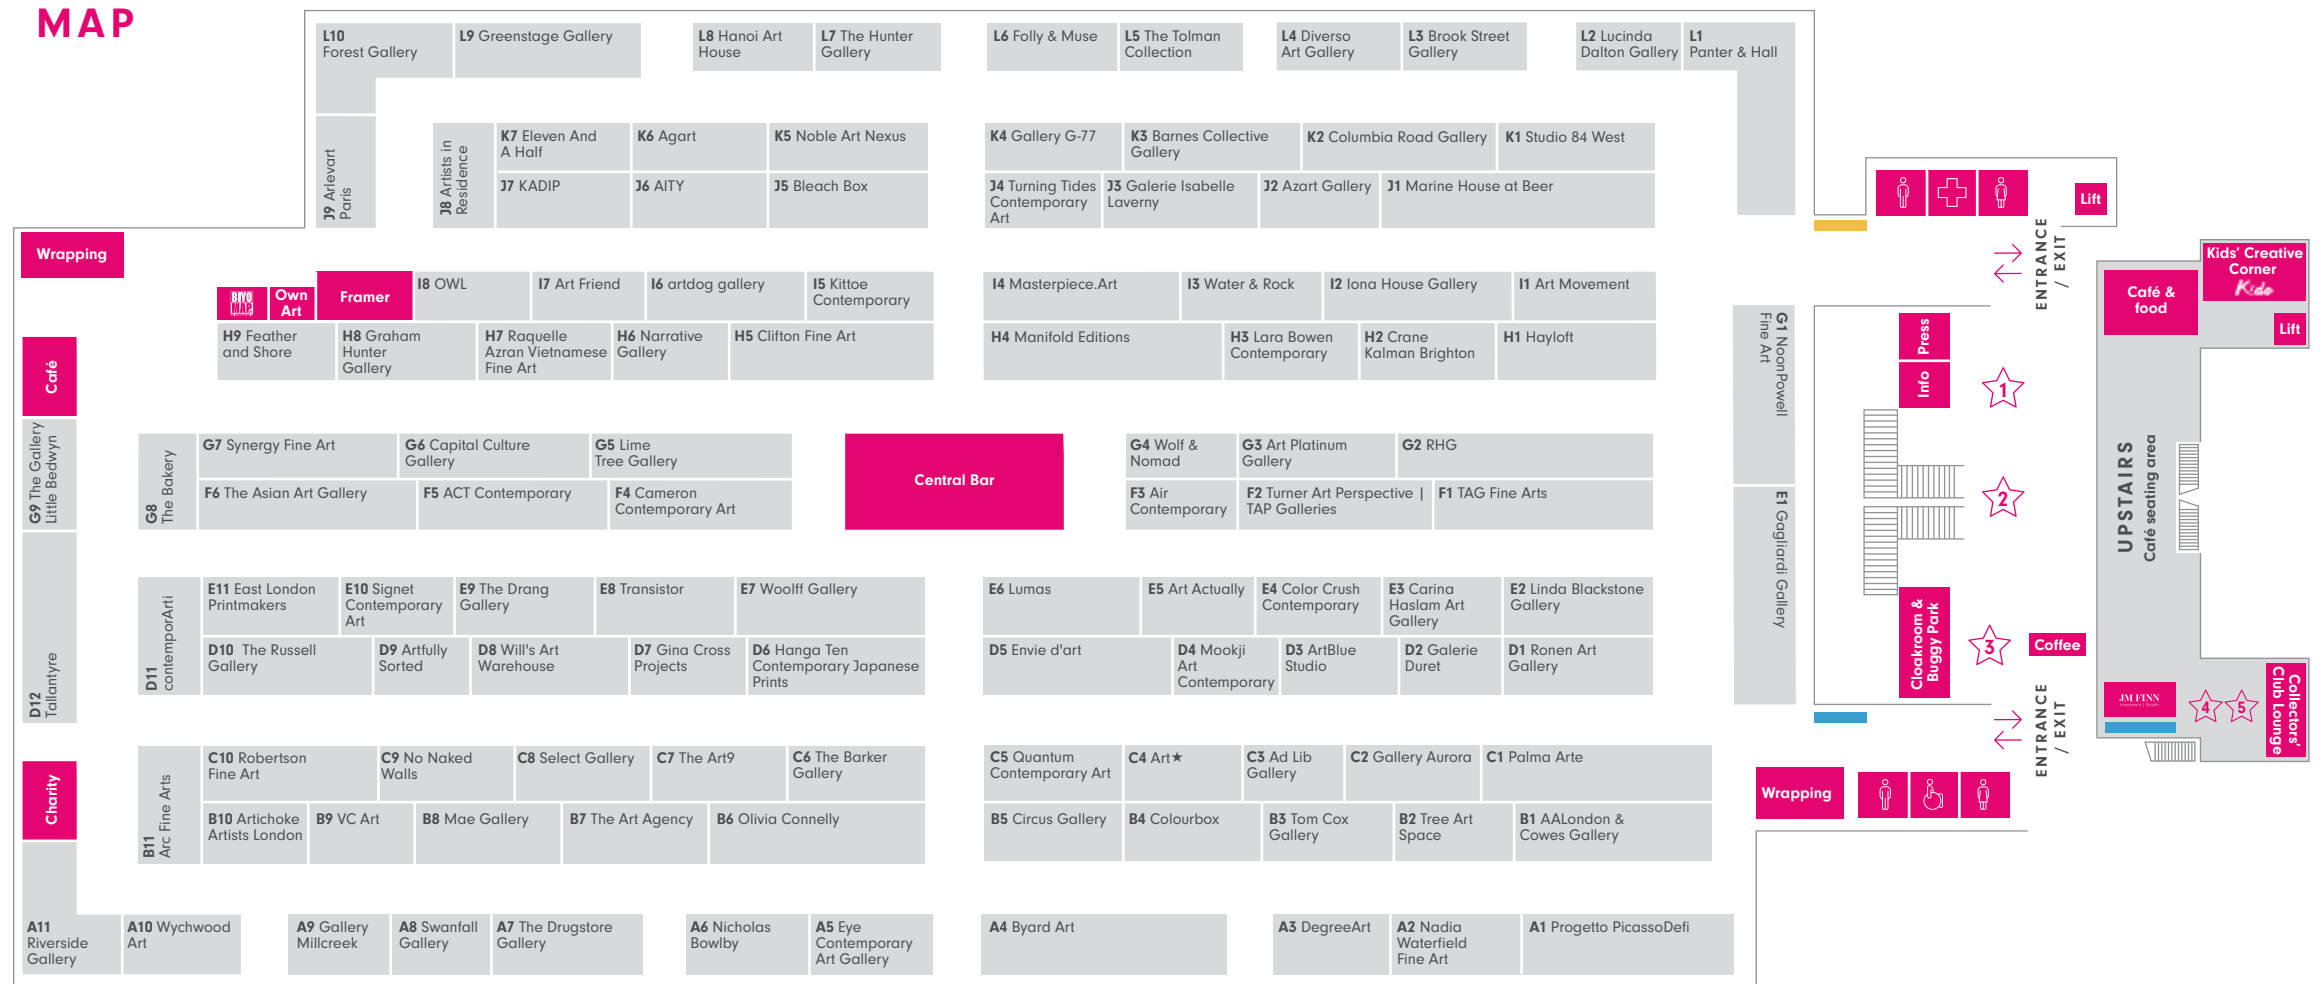 MAP
L10
Forest Gallery
L9 Greenstage Gallery
L8 Hanoi Art
House
L7 The Hunter
Gallery
L6 Folly & Muse
L5 The Tolman
Collection
L4 Diverso
Art Gallery
L3 Brook Street
Gallery
L2 Lucinda
Dalton Gallery
L1
Panter & Hall
J9 Arlevart
Paris
J8 Artists in
Residence
K7 Eleven And
A Half
K6 Agart
K5 Noble Art Nexus
K4 Gallery G-77
K3 Barnes Collective
Gallery
K2 Columbia Road Gallery
K1 Studio 84 West
J7 KADIP
J6 AITY
J5 Bleach Box
J4 Turning Tides
Contemporary
Art
J3 Galerie Isabelle
Laverny
J2 Azart Gallery
J1 Marine House at Beer
Lift
ENTRANCE
/ EXIT
Wrapping
BIYO
MAP
Own
Art
Framer
I8 OWL
I7 Art Friend
I6 artdog gallery
I5 Kittoe
Contemporary
I4 Masterpiece.Art
I3 Water & Rock
I2 Iona House Gallery
I1 Art Movement
H9 Feather
and Shore
H8 Graham
Hunter
Gallery
H7 Raquelle
Azran Vietnamese
Fine Art
H6 Narrative
Gallery
H5 Clifton Fine Art
H4 Manifold Editions
H3 Lara Bowen
Contemporary
H2 Crane
Kalman Brighton
H1 Hayloft
G1 NoonPowell
Fine Art
Press
Info
1
Café &
food
Kids' Creative
Corner
Kids
Lift
Café
G9 The Gallery
Little Bedwyn
G8
The Bakery
G7 Synergy Fine Art
G6 Capital Culture
Gallery
G5 Lime
Tree Gallery
Central Bar
G4 Wolf &
Nomad
G3 Art Platinum
Gallery
G2 RHG
F6 The Asian Art Gallery
F5 ACT Contemporary
F4 Cameron
Contemporary Art
F3 Air
Contemporary
F2 Turner Art Perspective |
TAP Galleries
F1 TAG Fine Arts
E1 Gagliardi Gallery
2
UPSTAIRS
Café seating area
D12
Tallantyre
D11
contemporArti
E11 East London
Printmakers
E10 Signet
Contemporary
Art
E9 The Drang
Gallery
E8 Transistor
E7 Woolff Gallery
E6 Lumas
E5 Art Actually
E4 Color Crush
Contemporary
E3 Carina
Haslam Art
Gallery
E2 Linda Blackstone
Gallery
D10 The Russell
Gallery
D9 Artfully
Sorted
D8 Will's Art
Warehouse
D7 Gina Cross
Projects
D6 Hanga Ten
Contemporary Japanese
Prints
D5 Envie d'art
D4 Mookji
Art
Contemporary
D3 ArtBlue
Studio
D2 Galerie
Duret
D1 Ronen Art
Gallery
Cloakroom &
Buggy Park
3
Coffee
ENTRANCE
/ EXIT
JM FINN
Investment | Wealth
4
5
Collectors'
Club Lounge
Charity
B11
Arc Fine Arts
C10 Robertson
Fine Art
C9 No Naked
Walls
C8 Select Gallery
C7 The Art9
C6 The Barker
Gallery
C5 Quantum
Contemporary Art
C4 Art★
C3 Ad Lib
Gallery
C2 Gallery Aurora
C1 Palma Arte
Wrapping
B10 Artichoke
Artists London
B9 VC Art
B8 Mae Gallery
B7 The Art Agency
B6 Olivia Connelly
B5 Circus Gallery
B4 Colourbox
B3 Tom Cox
Gallery
B2 Tree Art
Space
B1 AALondon &
Cowes Gallery
A11
Riverside
Gallery
A10 Wychwood
Art
A9 Gallery
Millcreek
A8 Swanfall
Gallery
A7 The Drugstore
Gallery
A6 Nicholas
Bowlby
A5 Eye
Contemporary
Art Gallery
A4 Byard Art
A3 DegreeArt
A2 Nadia
Waterfield
Fine Art
A1 Progetto PicassoDefi